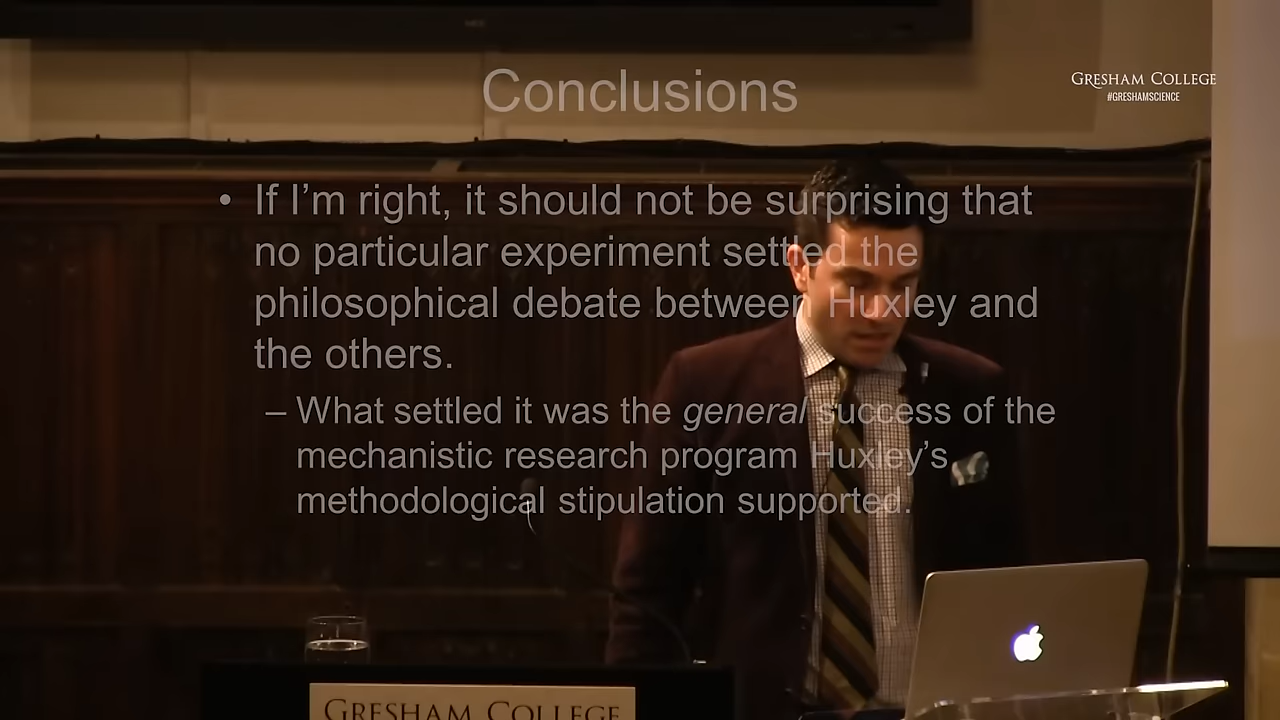 Conclusions
GRESHAM COLLEGE
#GRESHAMSCIENCE
• If I’m right, it should not be surprising that
no particular experiment settled the
philosophical debate between Huxley and
the others.
– What settled it was the general success of the
mechanistic research program Huxley’s
methodological stipulation supported.
GRESHAM COLLEGE